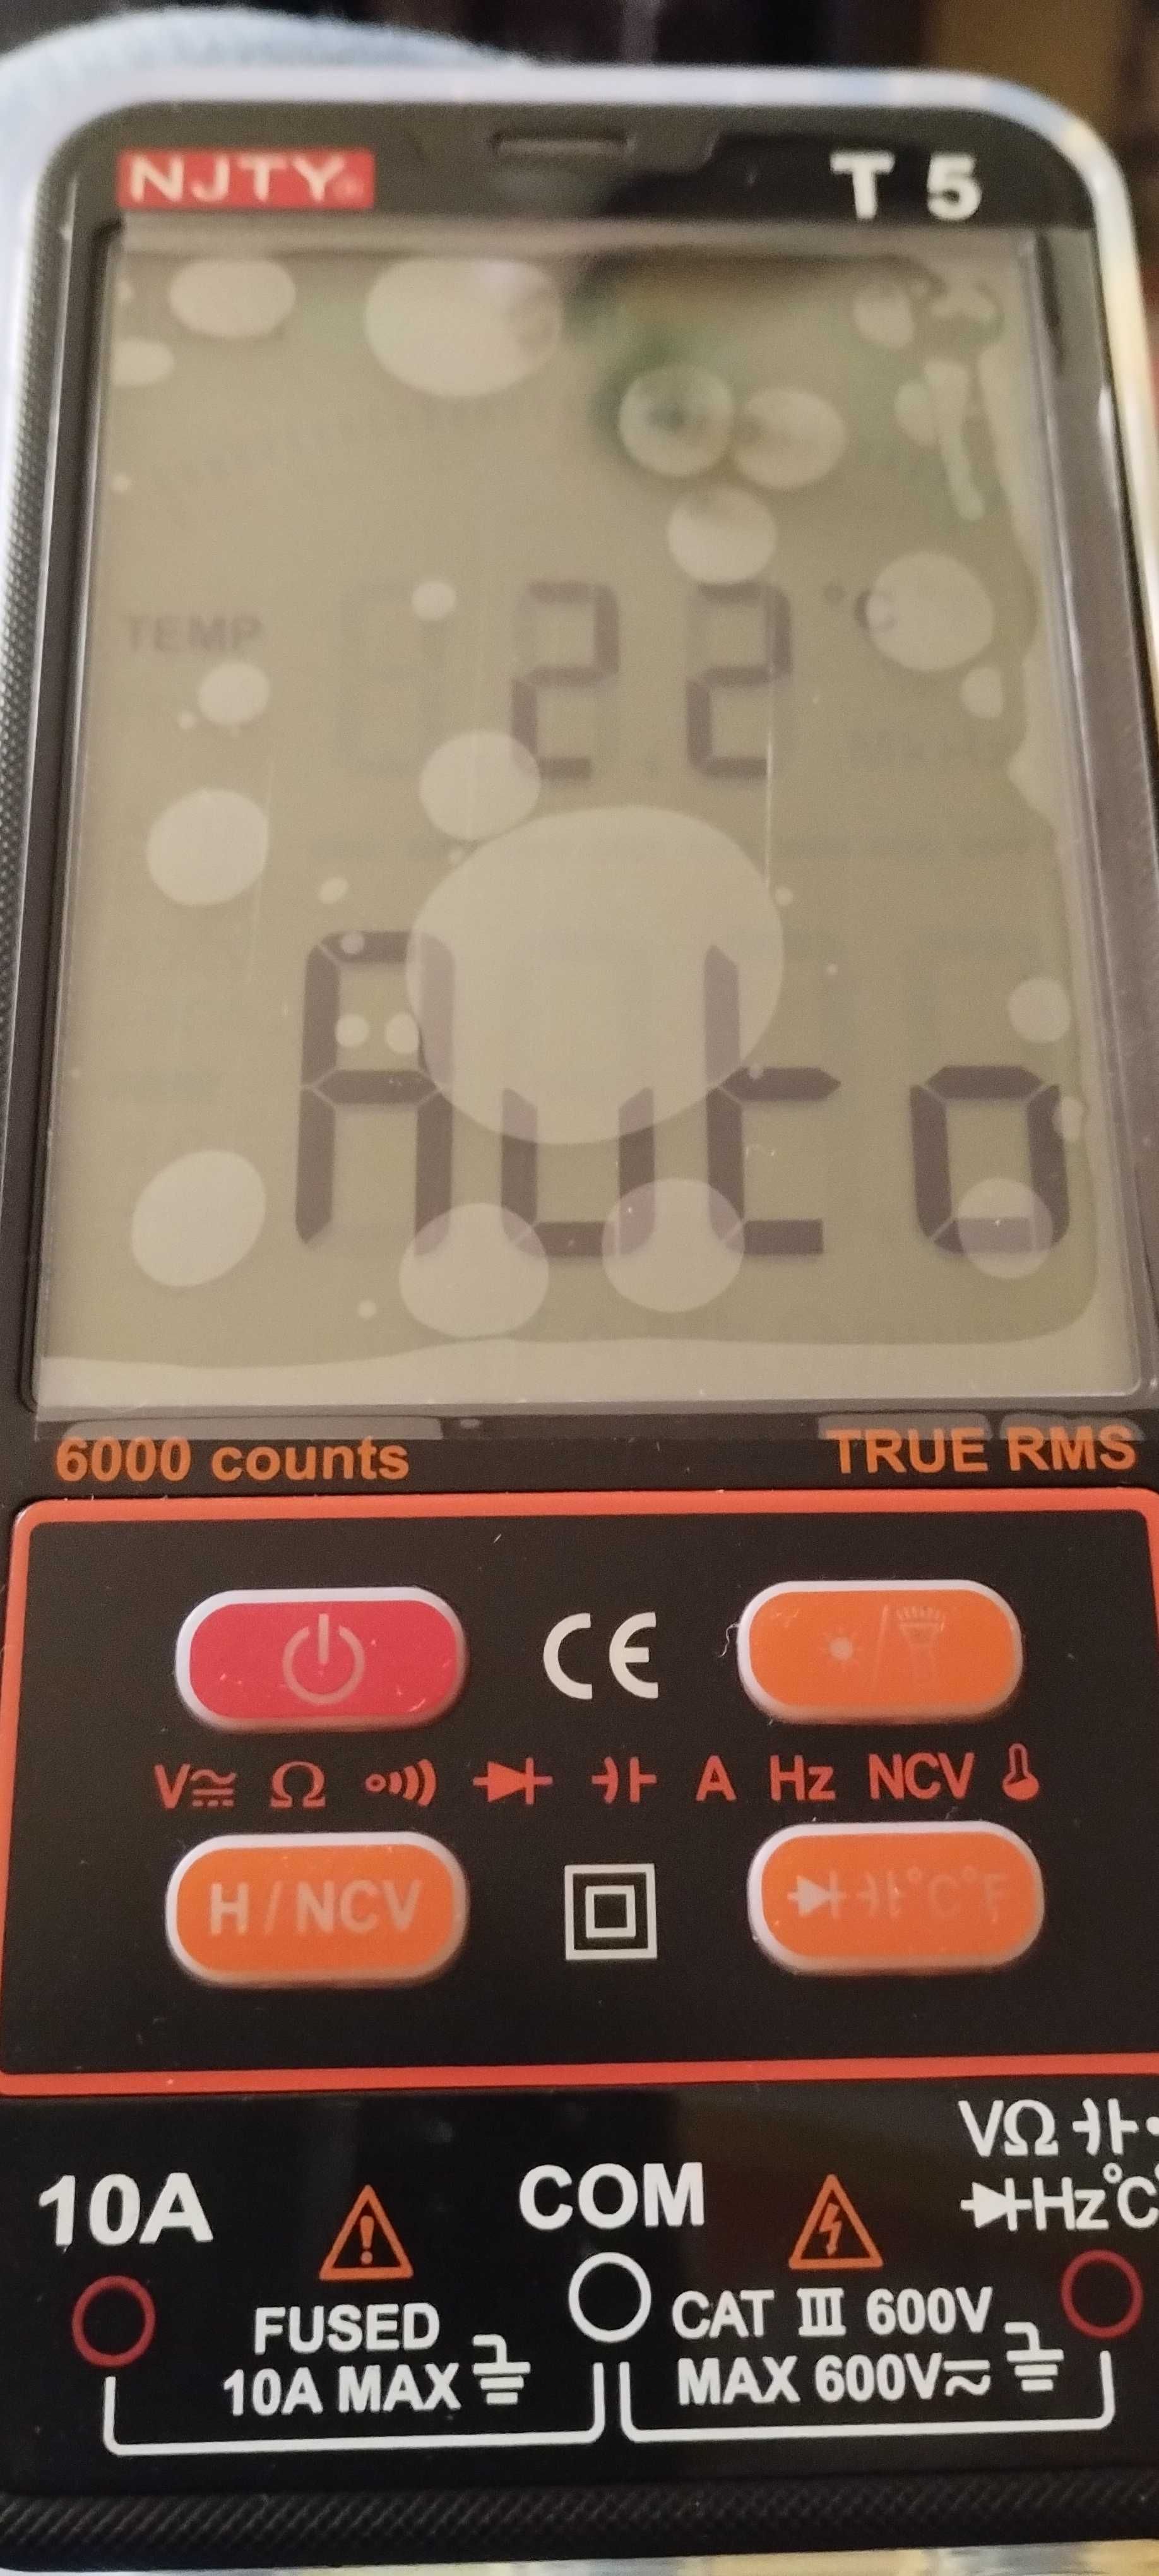 NJTY® T5
TEMP 22 °C
Auto
6000 counts TRUE RMS
CE
V Ω A Hz NCV
H / NCV °C°F
VΩ
10A COM Hz°C
FUSED CAT III 600V
10A MAX MAX 600V